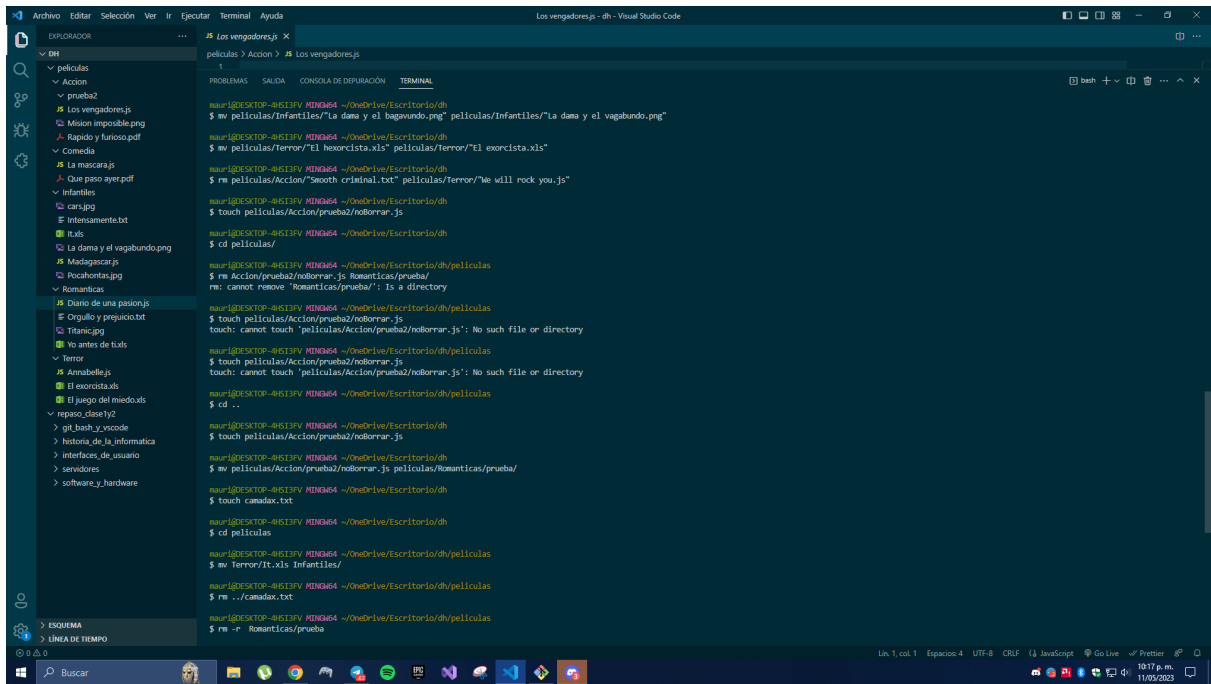 Archivo Editar Selección Ver Ir Ejecutar Terminal Ayuda
Los vengadores.js - dh - Visual Studio Code
EXPLORADOR
DH
peliculas
Accion
prueba2
JS Los vengadores.js
Mision imposible.png
Rapido y furioso.pdf
Comedia
JS La mascara.js
Que paso ayer.pdf
Infantiles
cars.jpg
Intensamente.txt
It.xls
La dama y el vagabundo.png
JS Madagascar.js
Pocahontas.jpg
Romanticas
JS Diario de una pasion.js
Orgullo y prejuicio.txt
Titanic.jpg
Yo antes de ti.xls
Terror
JS Annabelle.js
El exorcista.xls
El juego del miedo.xls
repaso_clase1y2
git_bash_y_vscode
historia_de_la_informatica
interfaces_de_usuario
servidores
software_y_hardware
ESQUEMA
LÍNEA DE TIEMPO
JS Los vengadores.js
peliculas > Accion > JS Los vengadores.js
1
PROBLEMAS SALIDA CONSOLA DE DEPURACIÓN TERMINAL
bash
mauri@DESKTOP-4HSI3FV MINGW64 ~/OneDrive/Escritorio/dh
$ mv peliculas/Infantiles/"La dama y el bagavundo.png" peliculas/Infantiles/"La dama y el vagabundo.png"
mauri@DESKTOP-4HSI3FV MINGW64 ~/OneDrive/Escritorio/dh
$ mv peliculas/Terror/"El hexorcista.xls" peliculas/Terror/"El exorcista.xls"
mauri@DESKTOP-4HSI3FV MINGW64 ~/OneDrive/Escritorio/dh
$ rm peliculas/Accion/"Smooth criminal.txt" peliculas/Terror/"We will rock you.js"
mauri@DESKTOP-4HSI3FV MINGW64 ~/OneDrive/Escritorio/dh
$ touch peliculas/Accion/prueba2/noBorrar.js
mauri@DESKTOP-4HSI3FV MINGW64 ~/OneDrive/Escritorio/dh
$ cd peliculas/
mauri@DESKTOP-4HSI3FV MINGW64 ~/OneDrive/Escritorio/dh/peliculas
$ rm Accion/prueba2/noBorrar.js Romanticas/prueba/
rm: cannot remove 'Romanticas/prueba/': Is a directory
mauri@DESKTOP-4HSI3FV MINGW64 ~/OneDrive/Escritorio/dh/peliculas
$ touch peliculas/Accion/prueba2/noBorrar.js
touch: cannot touch 'peliculas/Accion/prueba2/noBorrar.js': No such file or directory
mauri@DESKTOP-4HSI3FV MINGW64 ~/OneDrive/Escritorio/dh/peliculas
$ touch peliculas/Accion/prueba2/noBorrar.js
touch: cannot touch 'peliculas/Accion/prueba2/noBorrar.js': No such file or directory
mauri@DESKTOP-4HSI3FV MINGW64 ~/OneDrive/Escritorio/dh/peliculas
$ cd ..
mauri@DESKTOP-4HSI3FV MINGW64 ~/OneDrive/Escritorio/dh
$ touch peliculas/Accion/prueba2/noBorrar.js
mauri@DESKTOP-4HSI3FV MINGW64 ~/OneDrive/Escritorio/dh
$ mv peliculas/Accion/prueba2/noBorrar.js peliculas/Romanticas/prueba/
mauri@DESKTOP-4HSI3FV MINGW64 ~/OneDrive/Escritorio/dh
$ touch camadax.txt
mauri@DESKTOP-4HSI3FV MINGW64 ~/OneDrive/Escritorio/dh
$ cd peliculas
mauri@DESKTOP-4HSI3FV MINGW64 ~/OneDrive/Escritorio/dh/peliculas
$ mv Terror/It.xls Infantiles/
mauri@DESKTOP-4HSI3FV MINGW64 ~/OneDrive/Escritorio/dh/peliculas
$ rm ../camadax.txt
mauri@DESKTOP-4HSI3FV MINGW64 ~/OneDrive/Escritorio/dh/peliculas
$ rm -r Romanticas/prueba
0 0
Lín. 1, col. 1 Espacios: 4 UTF-8 CRLF JavaScript Go Live Prettier
Buscar
EPIC
10:17 p. m.
11/05/2023